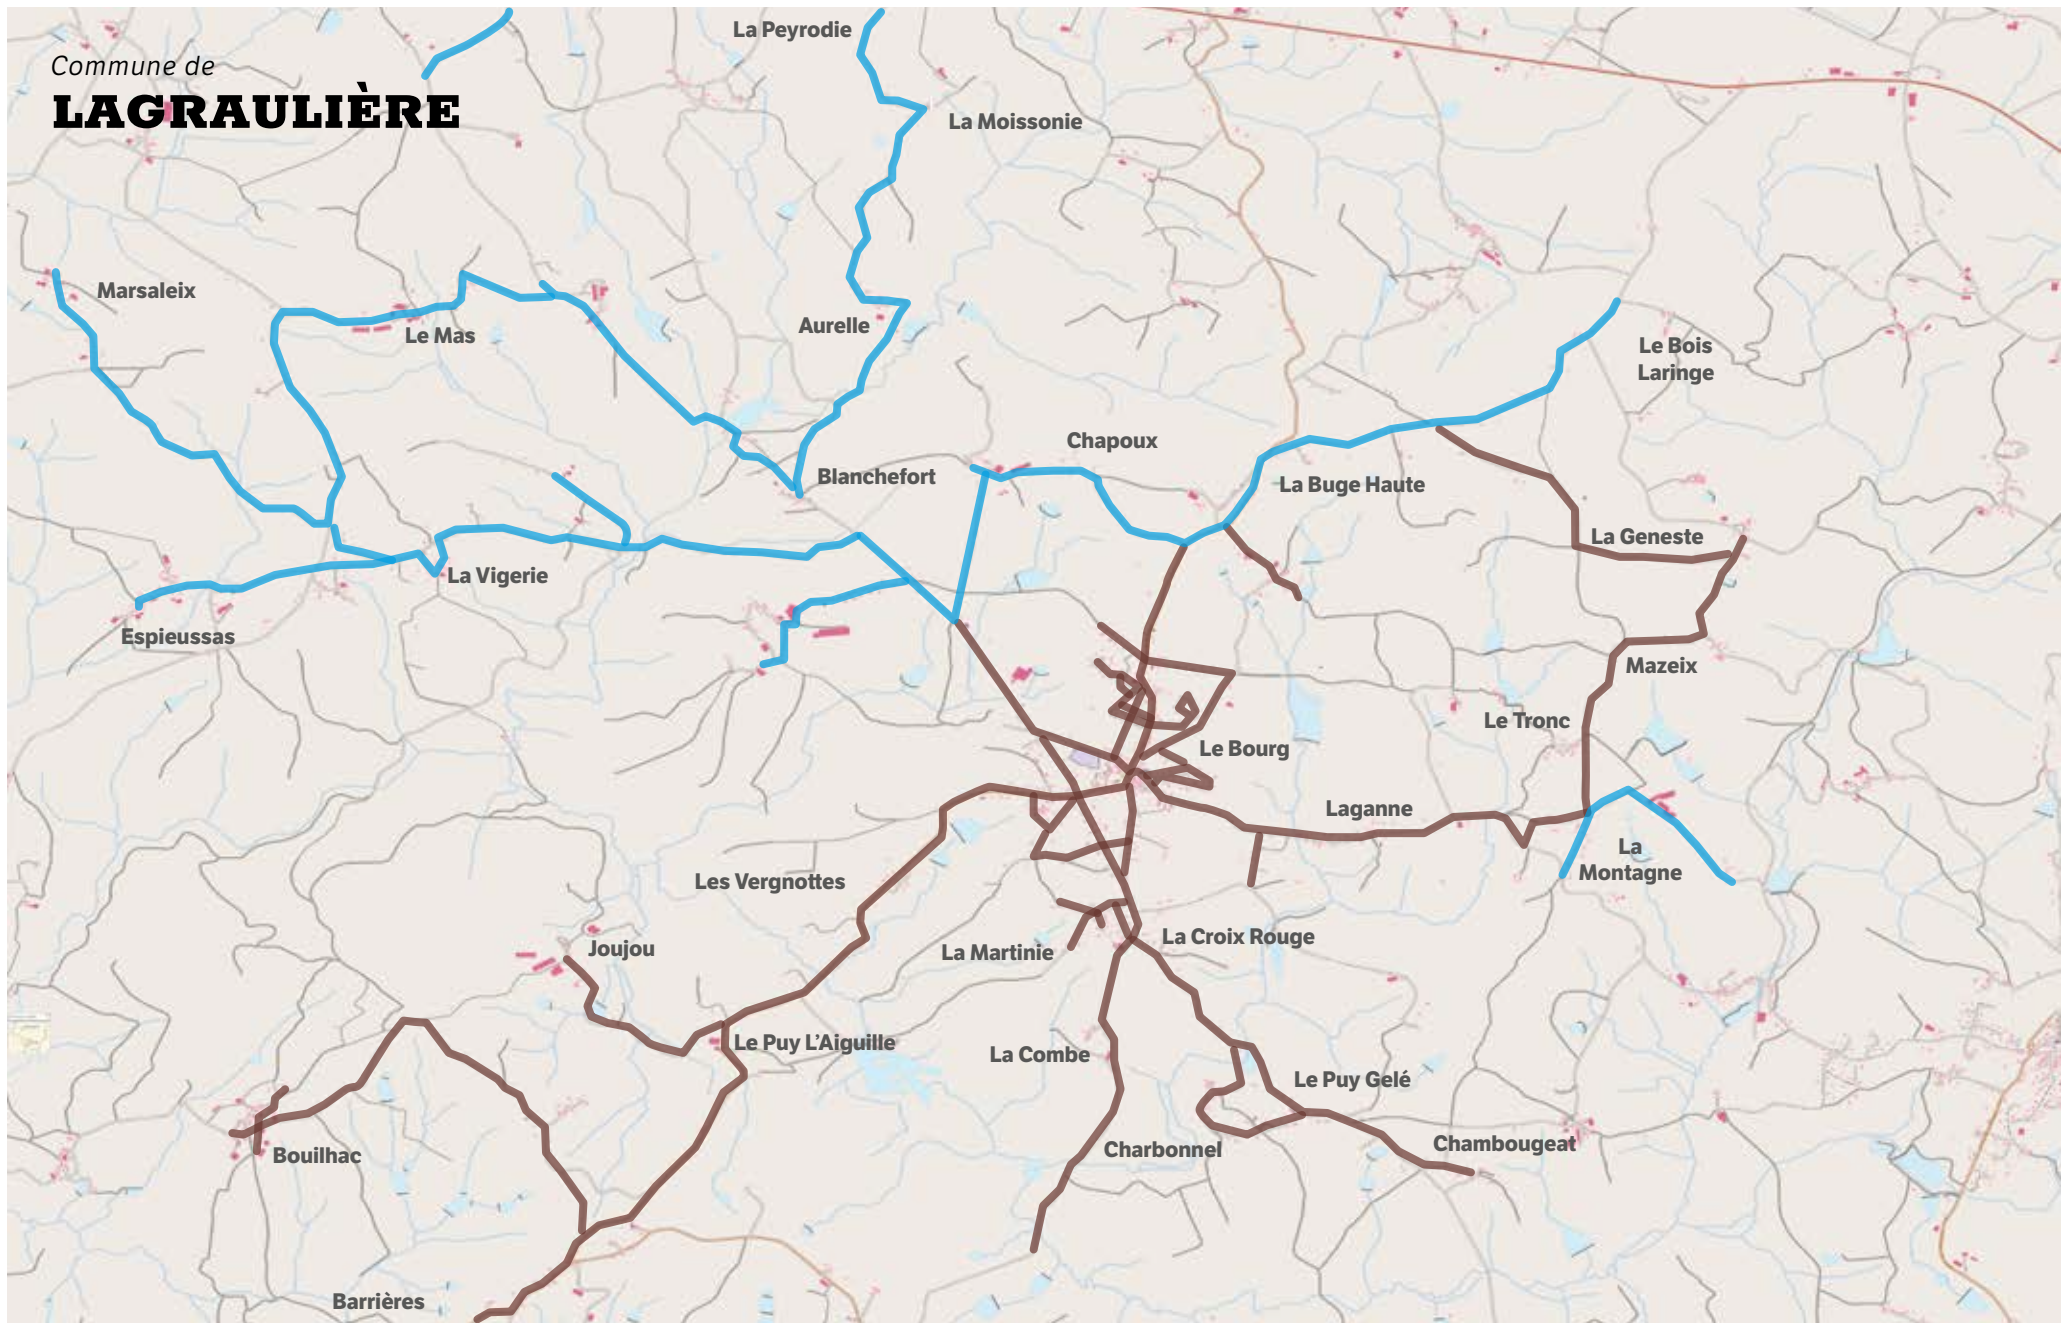 La Peyrodie
Commune de
LAGRAULIÈRE
La Moissonie
Marsaleix
Le Mas
Aurelle
Le Bois
Laringe
Chapoux
Blanchefort
La Buge Haute
La Geneste
La Vigerie
Espieussas
Mazeix
Le Tronc
Le Bourg
Laganne
La
Montagne
Les Vergnottes
La Croix Rouge
Joujou
La Martinie
Le Puy L’Aiguille
La Combe
Le Puy Gelé
Chambougeat
Charbonnel
Bouilhac
Barrières